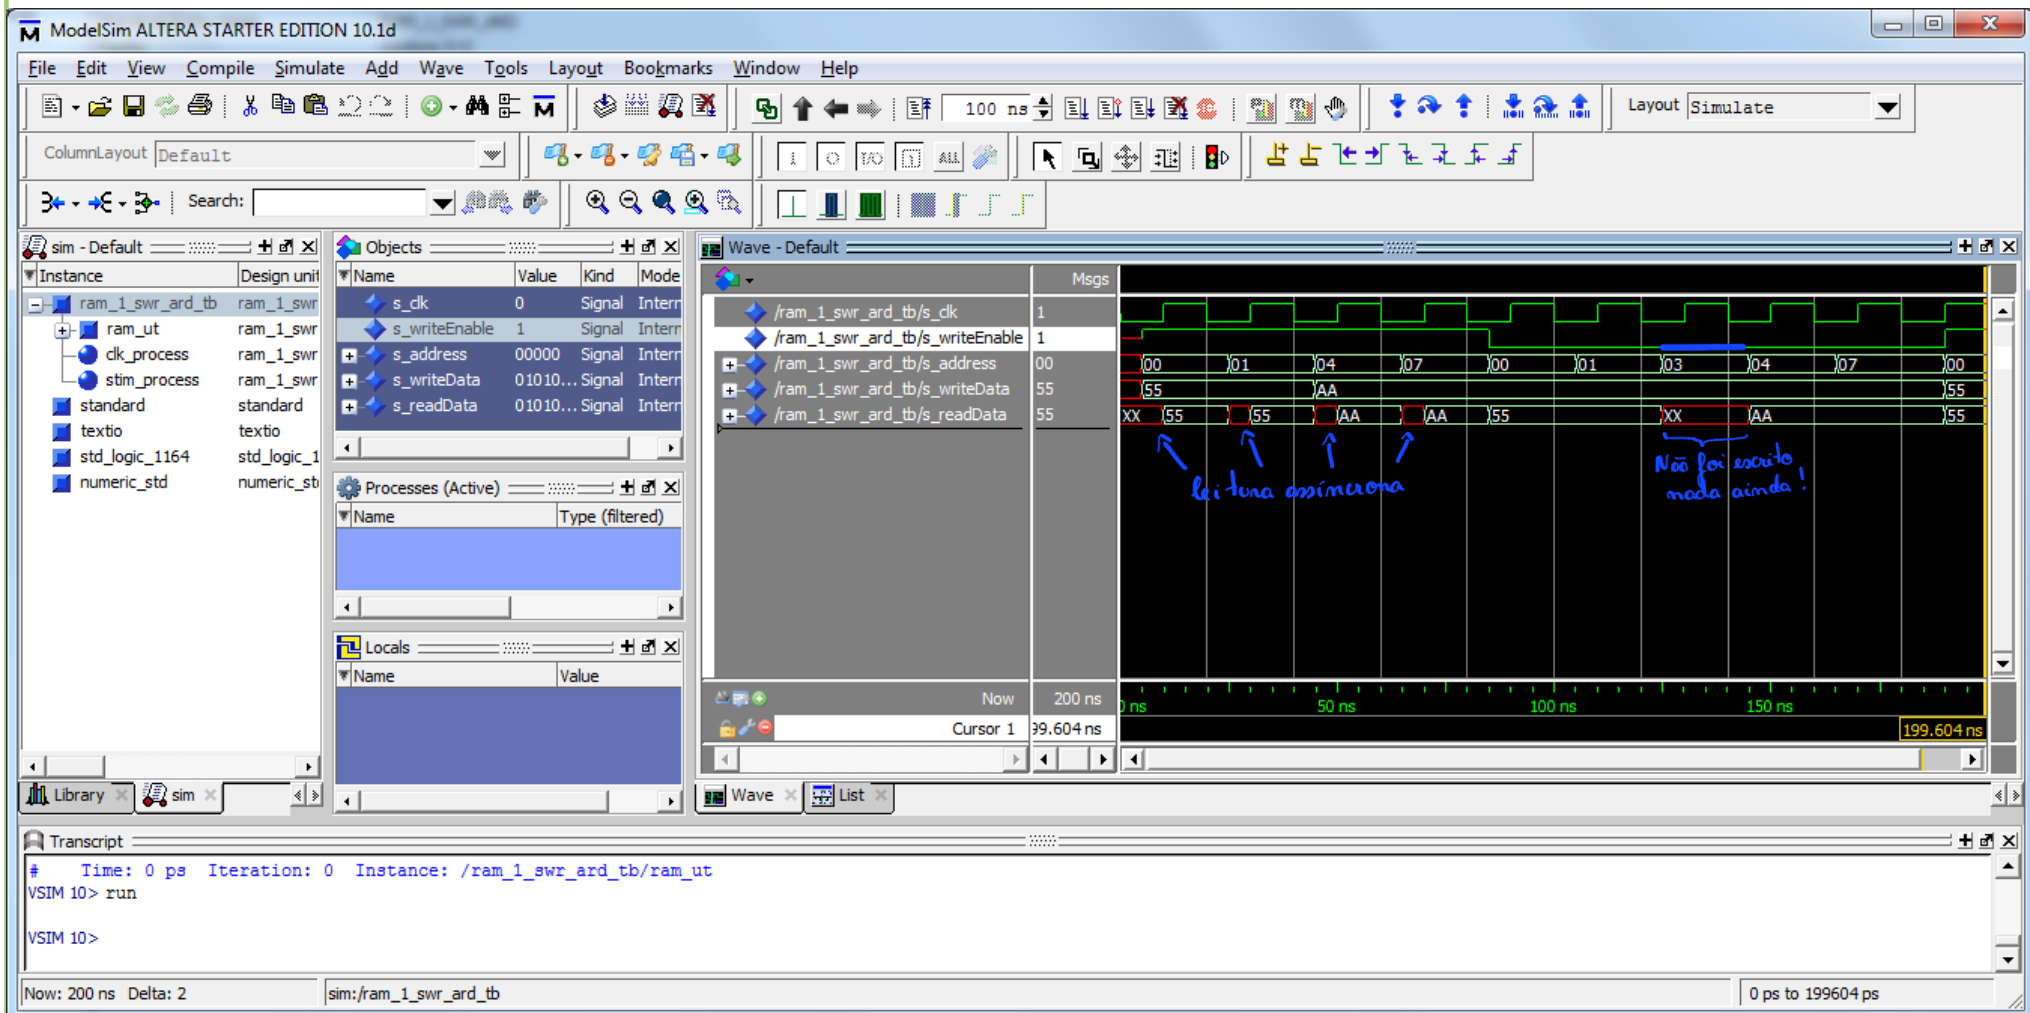 ModelSim ALTERA STARTER EDITION 10.1d
File Edit View Compile Simulate Add Wave Tools Layout Bookmarks Window Help
100 ns
Layout Simulate
ColumnLayout Default
ALL
Search:
sim - Default
Objects
Wave - Default
Instance Design unit
ram_1_swr_ard_tb ram_1_swr
ram_ut ram_1_swr
clk_process ram_1_swr
stim_process ram_1_swr
standard standard
textio textio
std_logic_1164 std_logic_1
numeric_std numeric_st
Name Value Kind Mode
s_clk 0 Signal Intern
s_writeEnable 1 Signal Intern
s_address 00000 Signal Intern
s_writeData 01010... Signal Intern
s_readData 01010... Signal Intern
Processes (Active)
Name Type (filtered)
Locals
Name Value
Msgs
/ram_1_swr_ard_tb/s_clk 1
/ram_1_swr_ard_tb/s_writeEnable 1
/ram_1_swr_ard_tb/s_address 00 00 01 04 07 00 01 03 04 07 00
/ram_1_swr_ard_tb/s_writeData 55 55 AA 55
/ram_1_swr_ard_tb/s_readData 55 XX 55 55 AA AA 55 XX AA 55
leitura assíncrona
Não foi escrito
nada ainda!
Now 200 ns
0 ns 50 ns 100 ns 150 ns
Cursor 1 99.604 ns
199.604 ns
Library sim
Wave List
Transcript
# Time: 0 ps Iteration: 0 Instance: /ram_1_swr_ard_tb/ram_ut
VSIM 10> run
VSIM 10>
Now: 200 ns Delta: 2
sim:/ram_1_swr_ard_tb
0 ps to 199604 ps